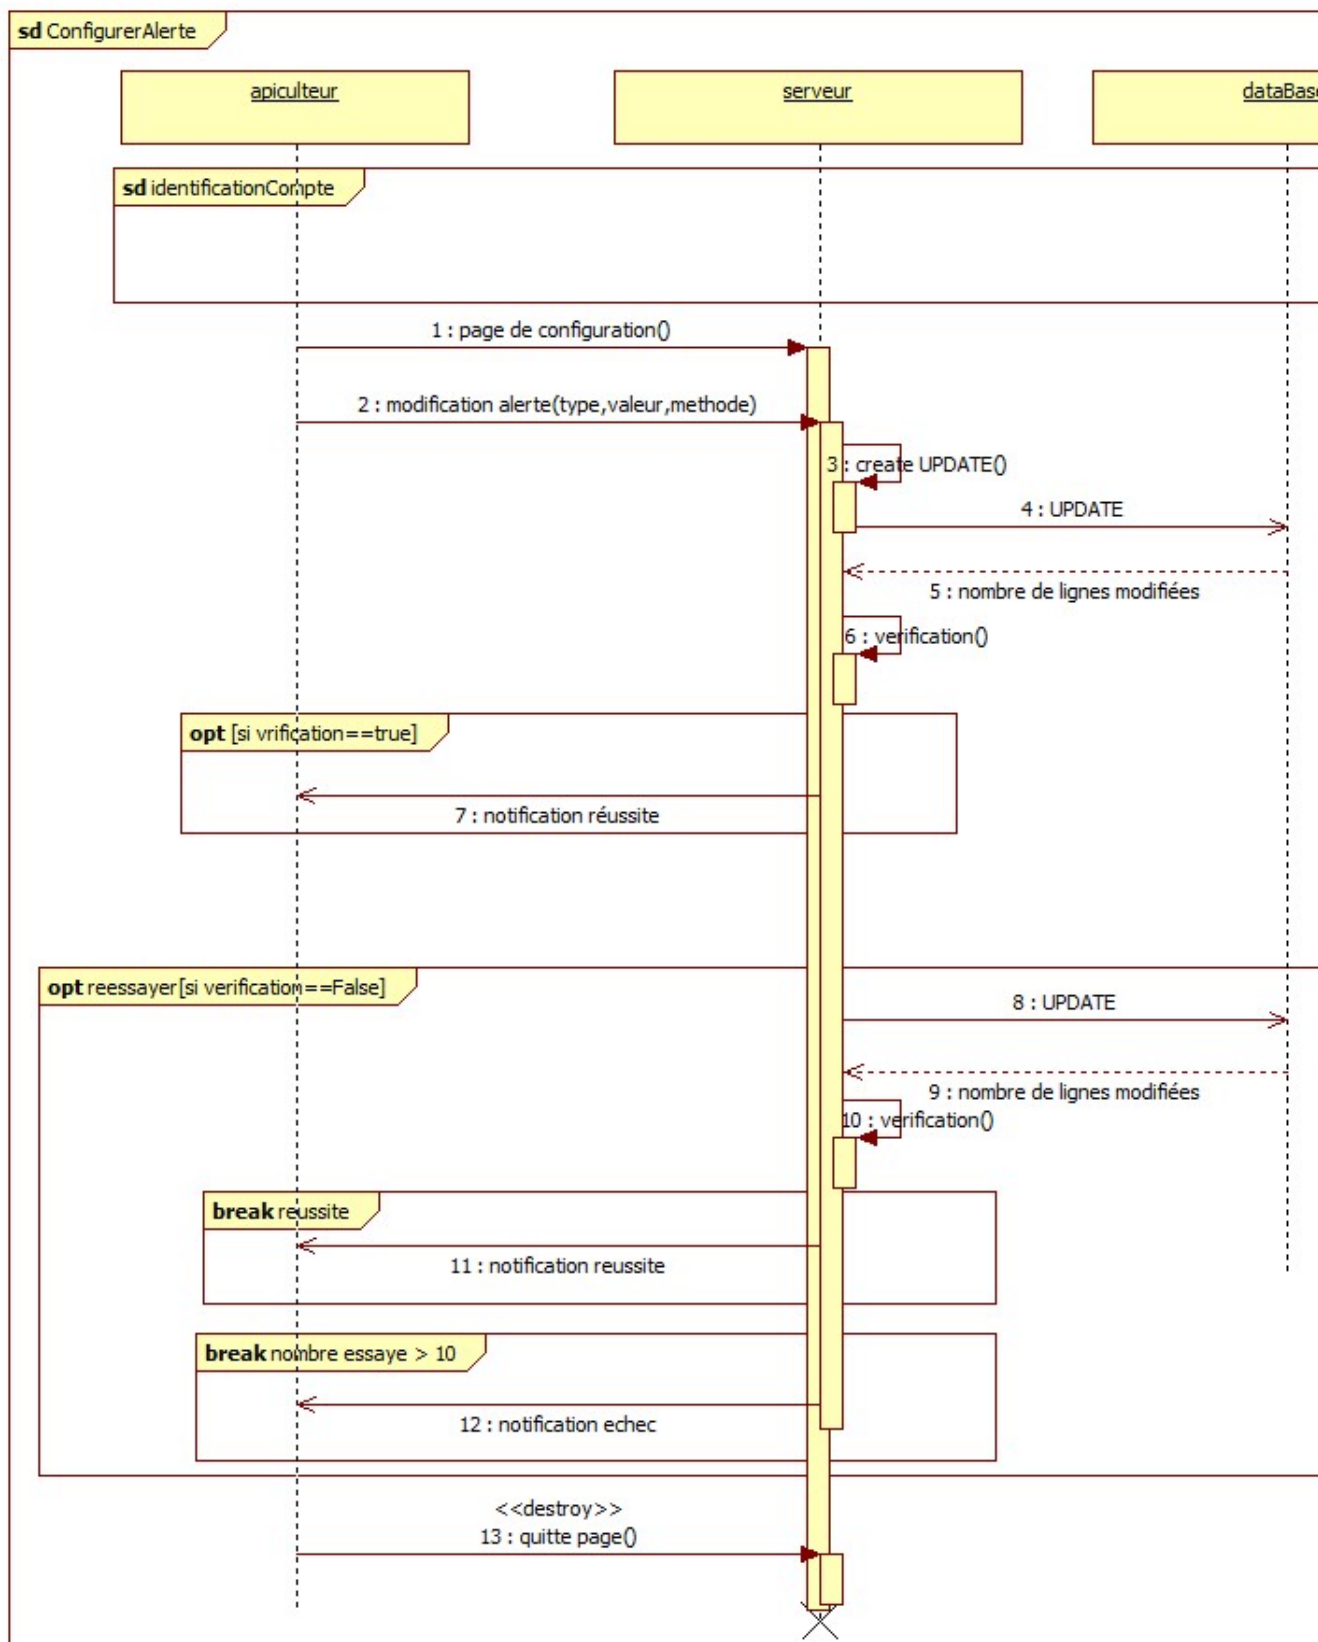 sd ConfigurerAlerte
apiculteur
serveur
dataBase
sd identificationCompte
1 : page de configuration()
2 : modification alerte(type,valeur,methode)
3 : create UPDATE()
4 : UPDATE
5 : nombre de lignes modifiées
6 : verification()
opt [si vrification==true]
7 : notification réussite
opt reessayer[si verification==False]
8 : UPDATE
9 : nombre de lignes modifiées
10 : verification()
break reussite
11 : notification reussite
break nombre essaye > 10
12 : notification echec
<<destroy>>
13 : quitte page()